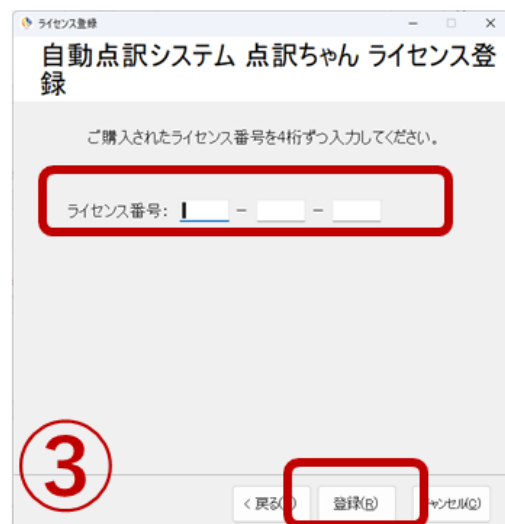 ライセンス登録
自動点訳システム 点訳ちゃん ライセンス登
録
ご購入されたライセンス番号を4桁ずつ入力してください。
ライセンス番号: - -
③
< 戻る( ) 登録(R) キャンセル(C)